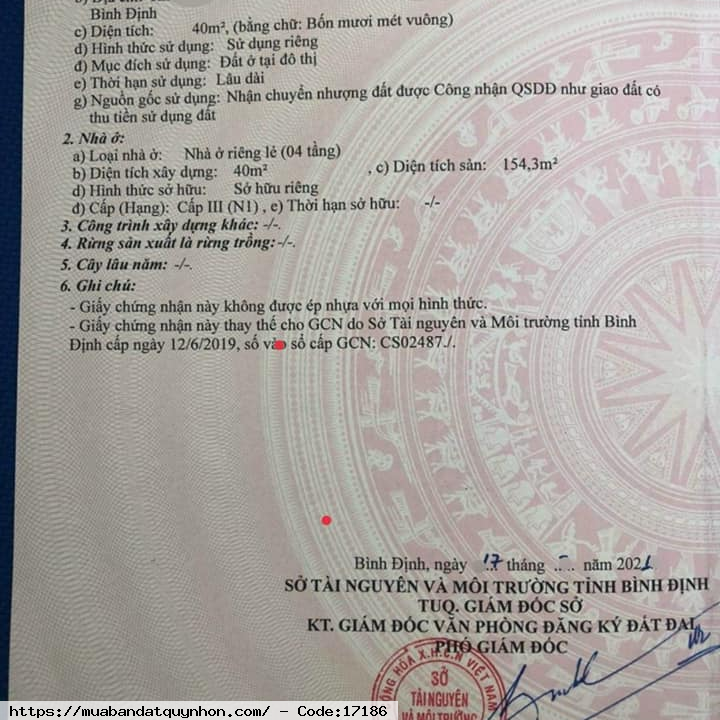 Bình Định
c) Diện tích: 40m², (bằng chữ: Bốn mươi mét vuông)
d) Hình thức sử dụng: Sử dụng riêng
đ) Mục đích sử dụng: Đất ở tại đô thị
e) Thời hạn sử dụng: Lâu dài
g) Nguồn gốc sử dụng: Nhận chuyển nhượng đất được Công nhận QSDĐ như giao đất có
thu tiền sử dụng đất
2. Nhà ở:
a) Loại nhà ở: Nhà ở riêng lẻ (04 tầng)
b) Diện tích xây dựng: 40m² , c) Diện tích sàn: 154,3m²
d) Hình thức sở hữu: Sở hữu riêng
đ) Cấp (Hạng): Cấp III (N1) , e) Thời hạn sở hữu: -/-
3. Công trình xây dựng khác: -/-.
4. Rừng sản xuất là rừng trồng: -/-.
5. Cây lâu năm: -/-.
6. Ghi chú:
- Giấy chứng nhận này không được ép nhựa với mọi hình thức.
- Giấy chứng nhận này thay thế cho GCN do Sở Tài nguyên và Môi trường tỉnh Bình
Định cấp ngày 12/6/2019, số vào sổ cấp GCN: CS02487./.
Bình Định, ngày 17 tháng năm 2021
SỞ TÀI NGUYÊN VÀ MÔI TRƯỜNG TỈNH BÌNH ĐỊNH
TUQ. GIÁM ĐỐC SỞ
KT. GIÁM ĐỐC VĂN PHÒNG ĐĂNG KÝ ĐẤT ĐAI
PHÓ GIÁM ĐỐC
CỘNG HÒA X.H.C.N VIỆT NAM
SỞ
TÀI NGUYÊN
VÀ MÔI TRƯỜNG
https://muabandatquynhon.com/ - Code:17186